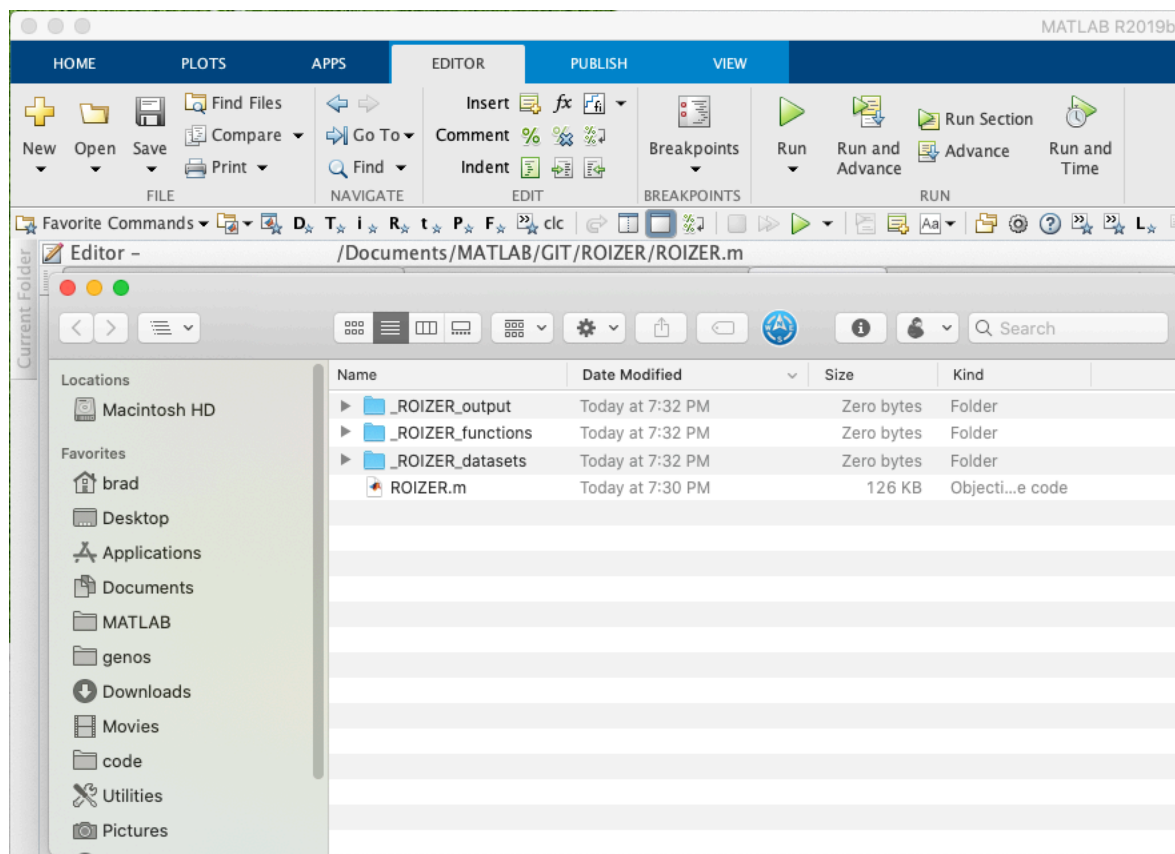 MATLAB R2019b
HOME PLOTS APPS EDITOR PUBLISH VIEW
New Open Save Find Files Compare Print
Go To Find
Insert fx
Comment
Indent
Breakpoints
Run Run and Advance Run Section Advance Run and Time
FILE NAVIGATE EDIT BREAKPOINTS RUN
Favorite Commands D T i R t P F clc Aa L
Editor – /Documents/MATLAB/GIT/ROIZER/ROIZER.m
Current Folder
Search
Name Date Modified Size Kind
_ROIZER_output Today at 7:32 PM Zero bytes Folder
_ROIZER_functions Today at 7:32 PM Zero bytes Folder
_ROIZER_datasets Today at 7:32 PM Zero bytes Folder
ROIZER.m Today at 7:30 PM 126 KB Objecti...e code
Locations
Macintosh HD
Favorites
brad
Desktop
Applications
Documents
MATLAB
genos
Downloads
Movies
code
Utilities
Pictures